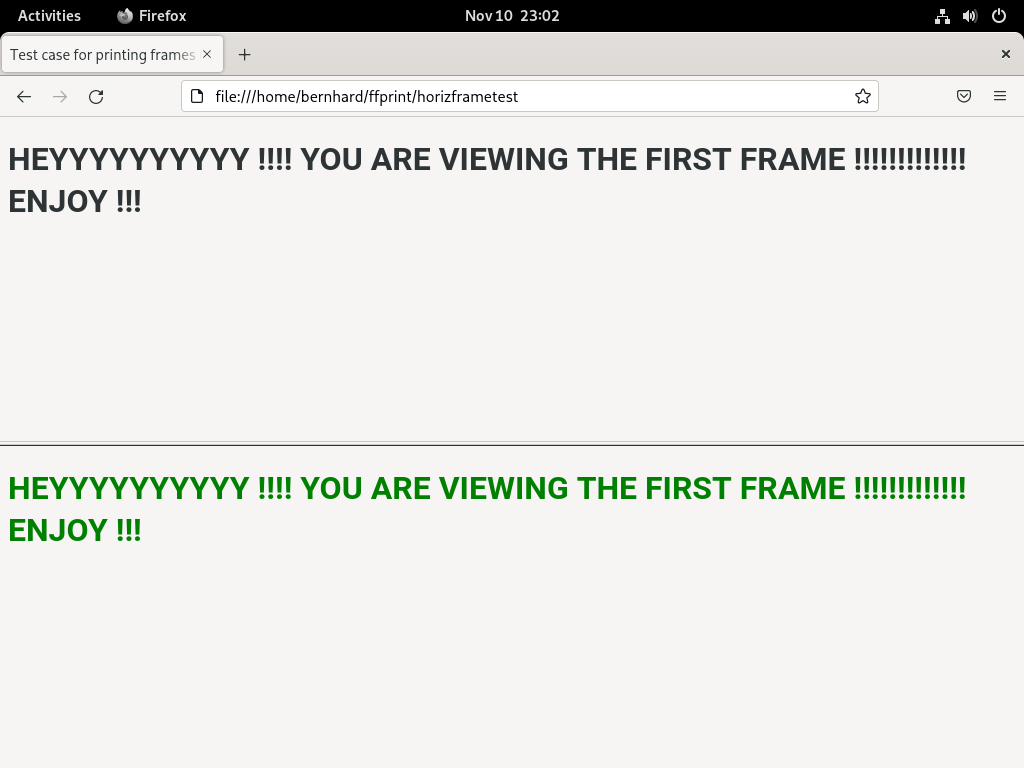 Activities Firefox Nov 10 23:02
Test case for printing frames
file:///home/bernhard/ffprint/horizframetest
HEYYYYYYYYYY !!!! YOU ARE VIEWING THE FIRST FRAME !!!!!!!!!!!!!
ENJOY !!!
HEYYYYYYYYYY !!!! YOU ARE VIEWING THE FIRST FRAME !!!!!!!!!!!!!
ENJOY !!!